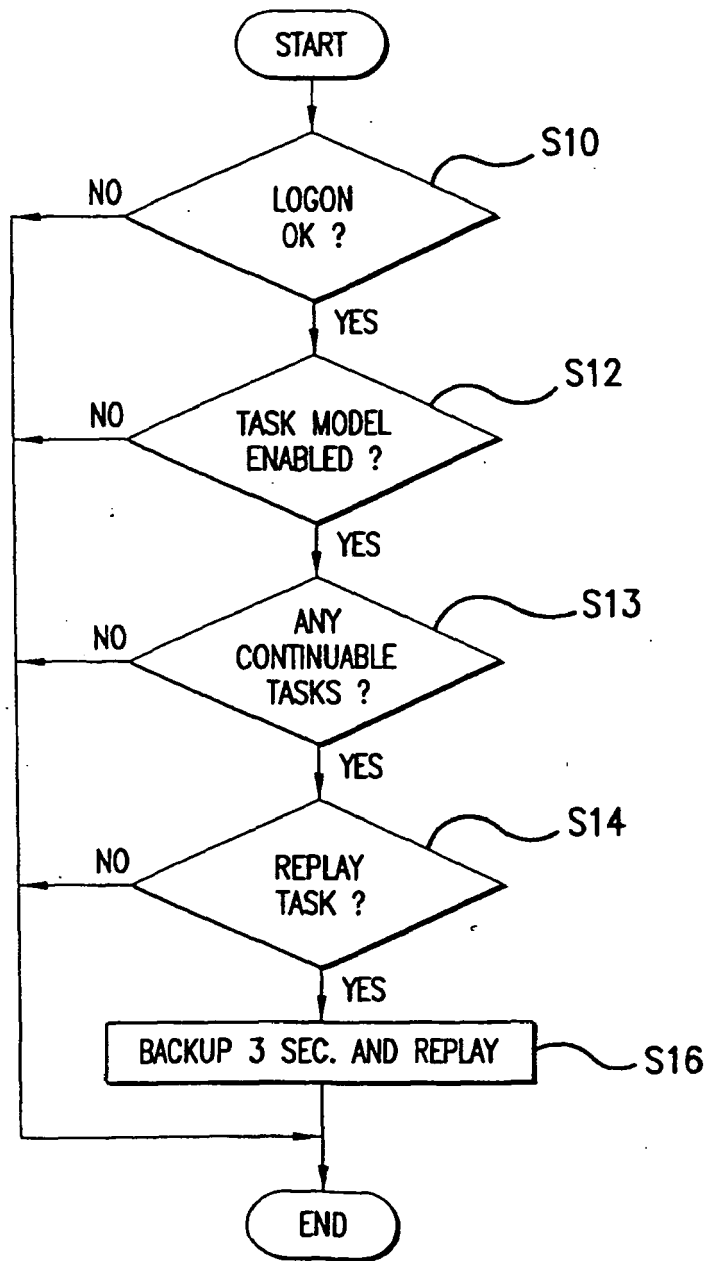 START
S10
NO
LOGON
OK ?
YES
S12
NO
TASK MODEL
ENABLED ?
YES
S13
NO
ANY
CONTINUABLE
TASKS ?
YES
S14
NO
REPLAY
TASK ?
YES
BACKUP 3 SEC. AND REPLAY
S16
END